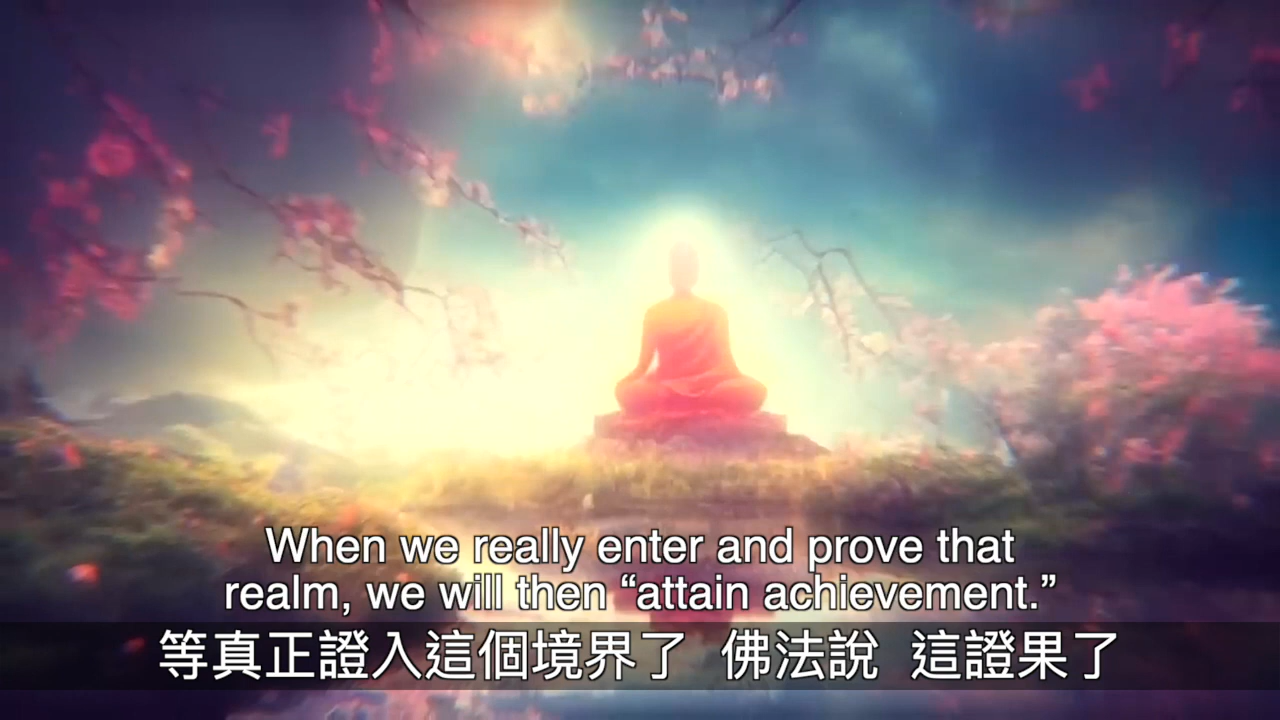 When we really enter and prove that
realm, we will then “attain achievement.”
等真正證入這個境界了 佛法說 這證果了